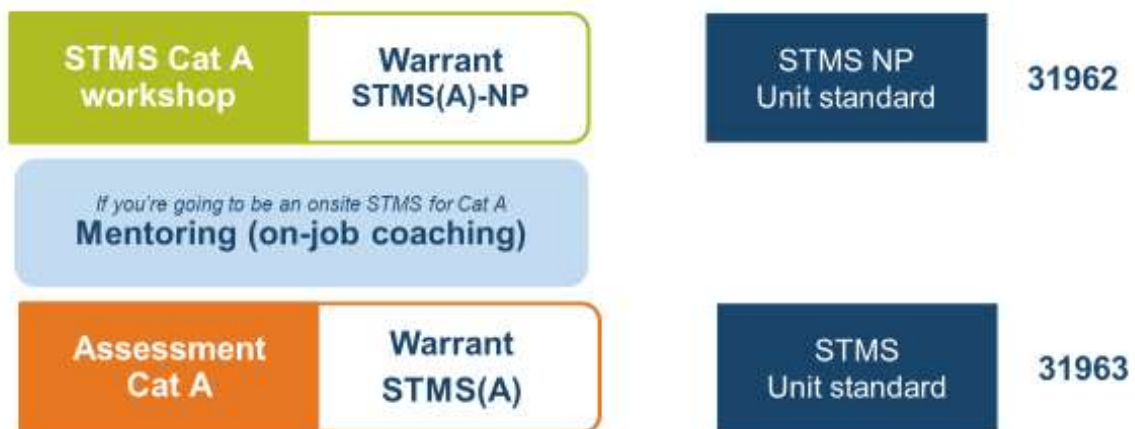 STMS Cat A
workshop
Warrant
STMS(A)-NP
STMS NP
Unit standard
31962
If you're going to be an onsite STMS for Cat A
Mentoring (on-job coaching)
Assessment
Cat A
Warrant
STMS(A)
STMS
Unit standard
31963